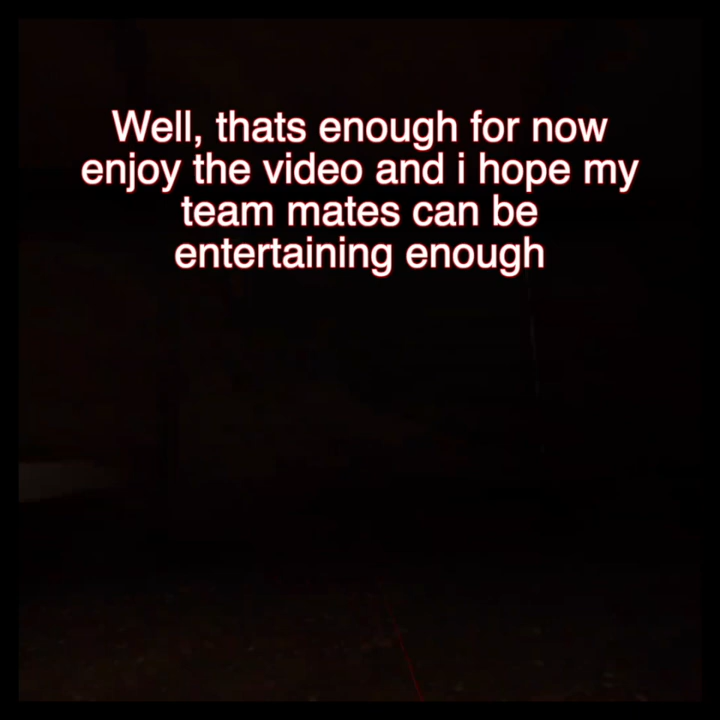 Well, thats enough for now
enjoy the video and i hope my
team mates can be
entertaining enough